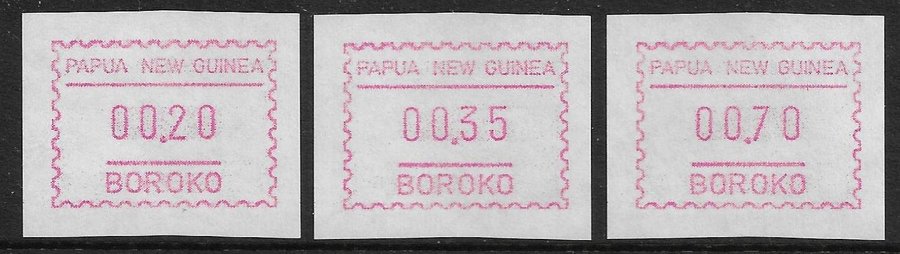 PAPUA NEW GUINEA
00.20
BOROKO
PAPUA NEW GUINEA
00.35
BOROKO
PAPUA NEW GUINEA
00.70
BOROKO